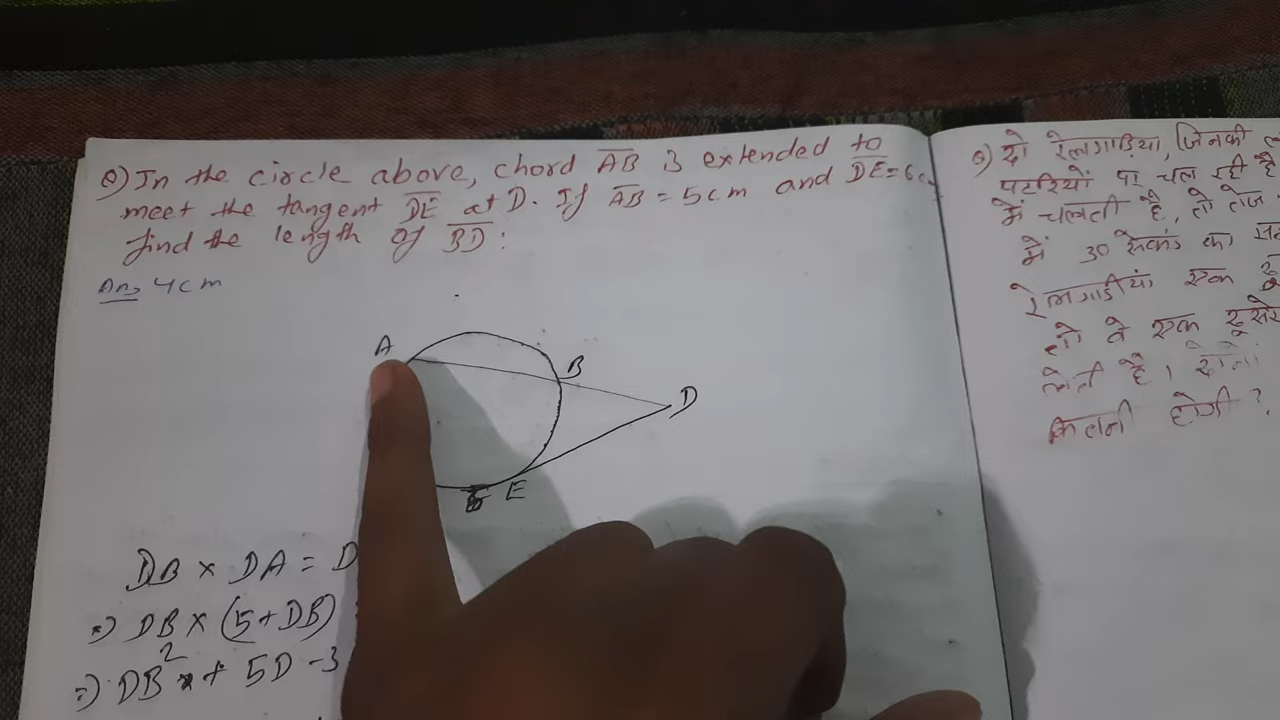 Q) In the circle above, chord AB is extended to
meet the tangent DE at D. If AB = 5cm and DE = 6c
find the length of BD:
Ans 4cm
A
B
D
E
DB × DA = D
=) DB × (5+DB)
=) DB² + 5D - 3
Q) दो रेलगाड़िया, जिनकी
पटरियों पर चल रही है
में चलती है, तो तेज
में 30 सेकंड का
रेलगाडीयां एक
तो वे एक दूसरे
लेती है।
कितनी होगी?